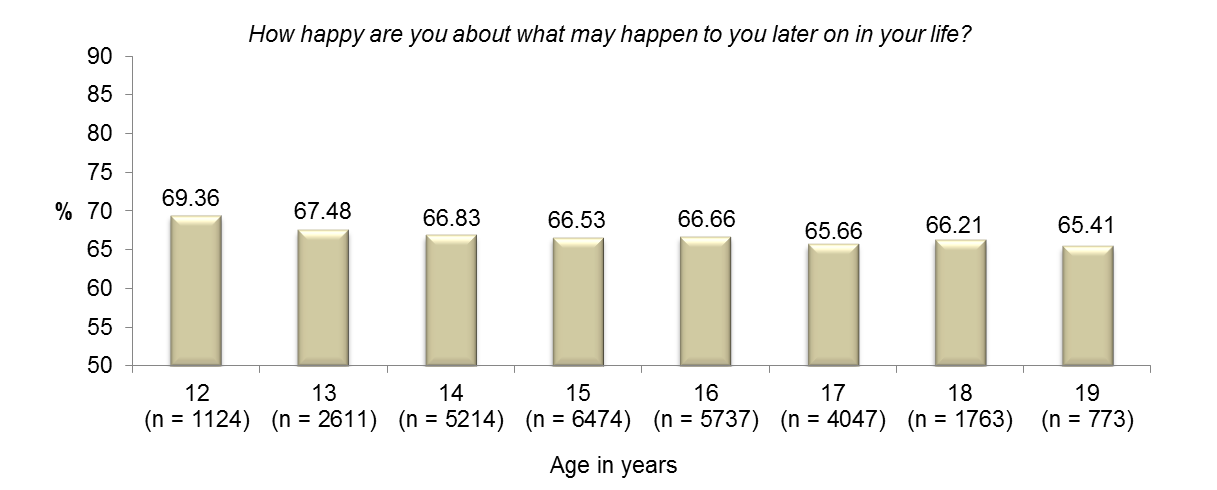 How happy are you about what may happen to you later on in your life?
90
85
80
75
70
65
60
55
50
%
69.36 67.48 66.83 66.53 66.66 65.66 66.21 65.41
12 13 14 15 16 17 18 19
(n = 1124) (n = 2611) (n = 5214) (n = 6474) (n = 5737) (n = 4047) (n = 1763) (n = 773)
Age in years